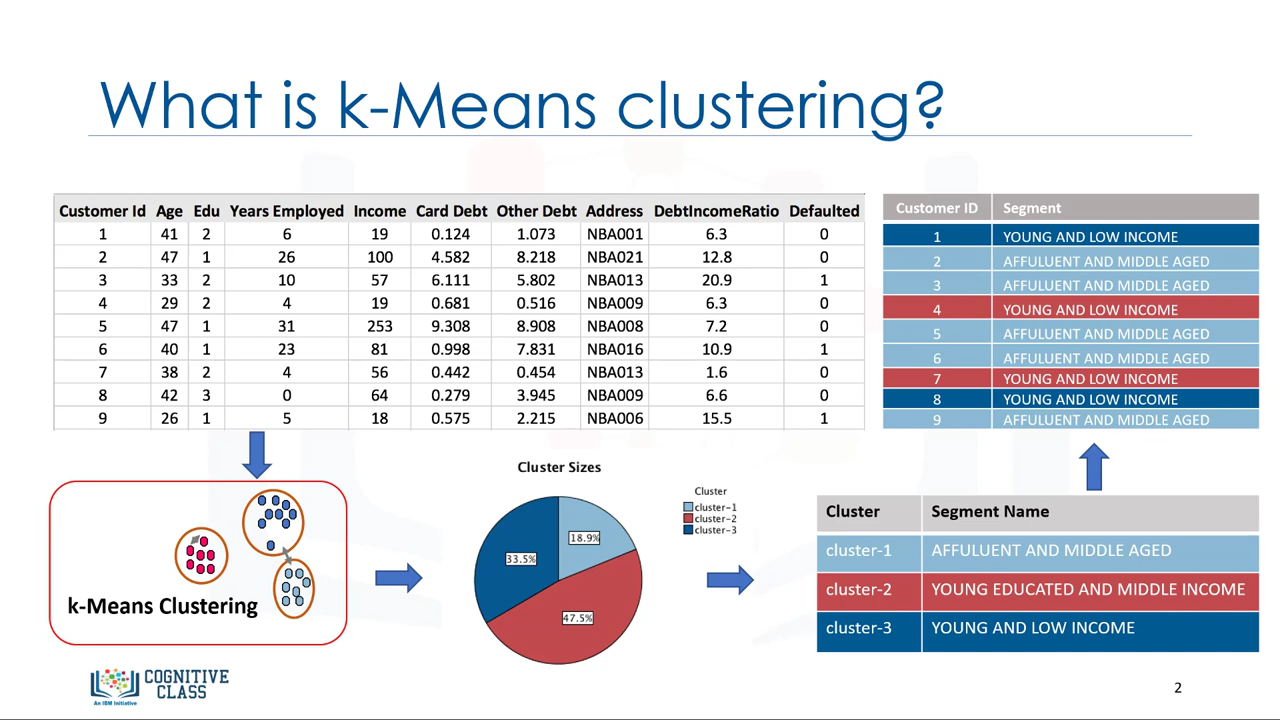 What is k-Means clustering?
Customer Id Age Edu Years Employed Income Card Debt Other Debt Address DebtIncomeRatio Defaulted
1 41 2 6 19 0.124 1.073 NBA001 6.3 0
2 47 1 26 100 4.582 8.218 NBA021 12.8 0
3 33 2 10 57 6.111 5.802 NBA013 20.9 1
4 29 2 4 19 0.681 0.516 NBA009 6.3 0
5 47 1 31 253 9.308 8.908 NBA008 7.2 0
6 40 1 23 81 0.998 7.831 NBA016 10.9 1
7 38 2 4 56 0.442 0.454 NBA013 1.6 0
8 42 3 0 64 0.279 3.945 NBA009 6.6 0
9 26 1 5 18 0.575 2.215 NBA006 15.5 1
Customer ID Segment
1 YOUNG AND LOW INCOME
2 AFFULUENT AND MIDDLE AGED
3 AFFULUENT AND MIDDLE AGED
4 YOUNG AND LOW INCOME
5 AFFULUENT AND MIDDLE AGED
6 AFFULUENT AND MIDDLE AGED
7 YOUNG AND LOW INCOME
8 YOUNG AND LOW INCOME
9 AFFULUENT AND MIDDLE AGED
k-Means Clustering
Cluster Sizes
18.9%
33.5%
47.5%
Cluster
cluster-1
cluster-2
cluster-3
Cluster Segment Name
cluster-1 AFFULUENT AND MIDDLE AGED
cluster-2 YOUNG EDUCATED AND MIDDLE INCOME
cluster-3 YOUNG AND LOW INCOME
COGNITIVE
CLASS
An IBM Initiative
2